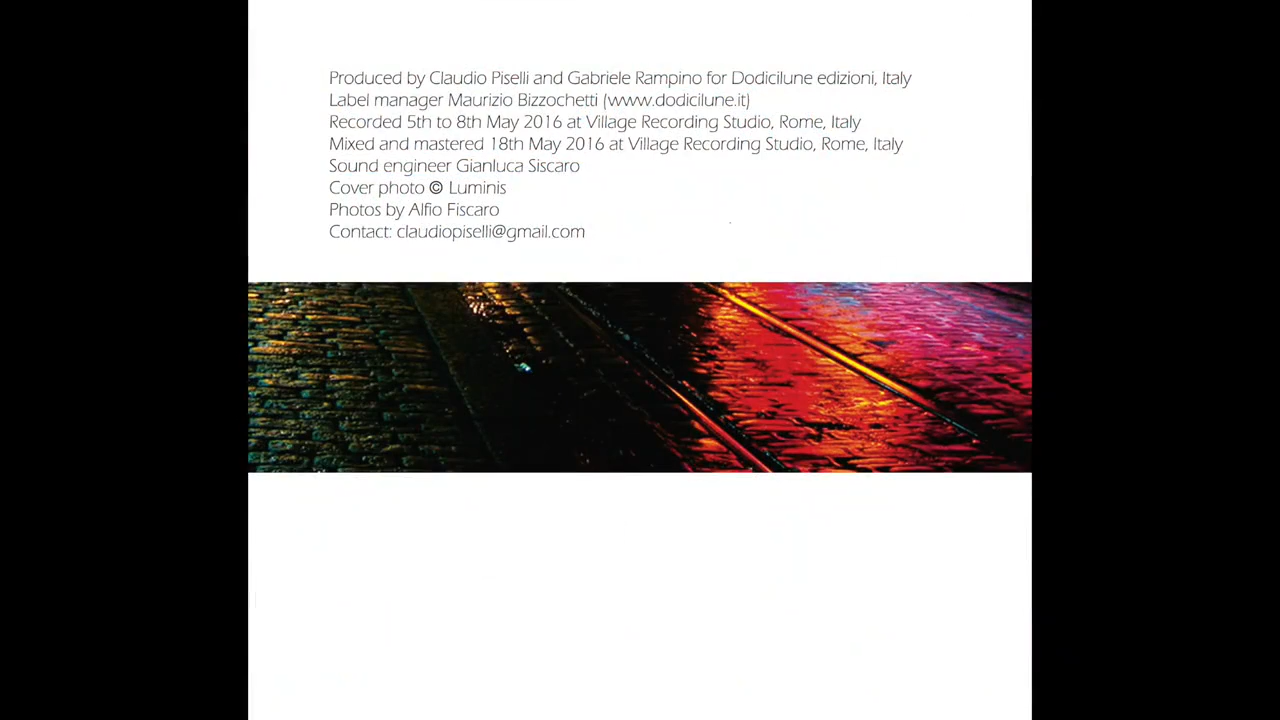 Produced by Claudio Piselli and Gabriele Rampino for Dodicilune edizioni, Italy
Label manager Maurizio Bizzochetti (www.dodicilune.it)
Recorded 5th to 8th May 2016 at Village Recording Studio, Rome, Italy
Mixed and mastered 18th May 2016 at Village Recording Studio, Rome, Italy
Sound engineer Gianluca Siscaro
Cover photo © Luminis
Photos by Alfio Fiscaro
Contact: claudiopiselli@gmail.com